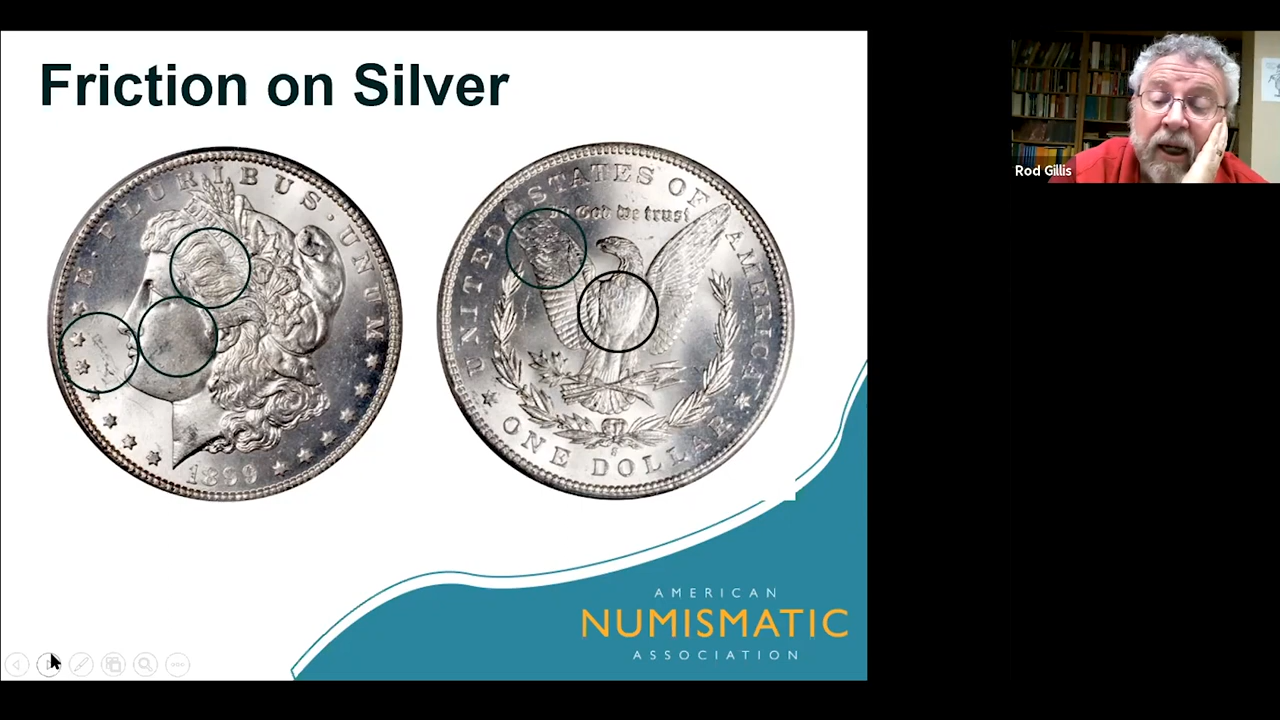 Friction on Silver
E · PLURIBUS · UNUM
1899
UNITED STATES OF AMERICA
In God we trust
ONE DOLLAR
Rod Gillis
AMERICAN
NUMISMATIC
ASSOCIATION